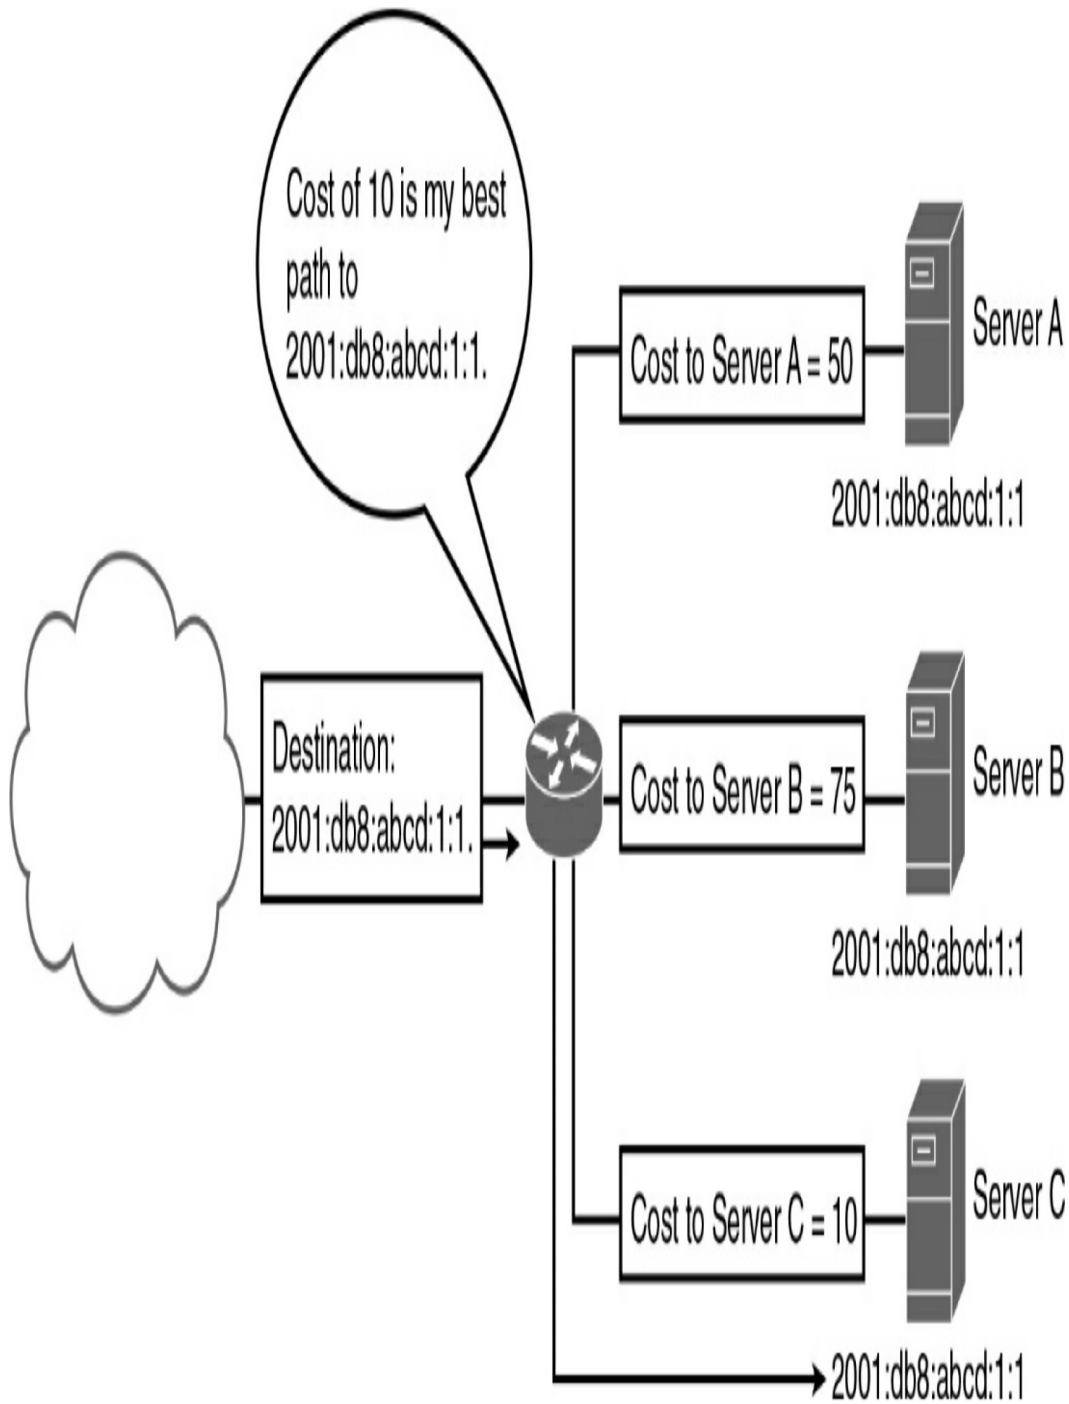 Cost of 10 is my best
path to
2001:db8:abcd:1:1.
Cost to Server A = 50
Server A
2001:db8:abcd:1:1
Destination:
2001:db8:abcd:1:1.
Cost to Server B = 75
Server B
2001:db8:abcd:1:1
Cost to Server C = 10
Server C
2001:db8:abcd:1:1